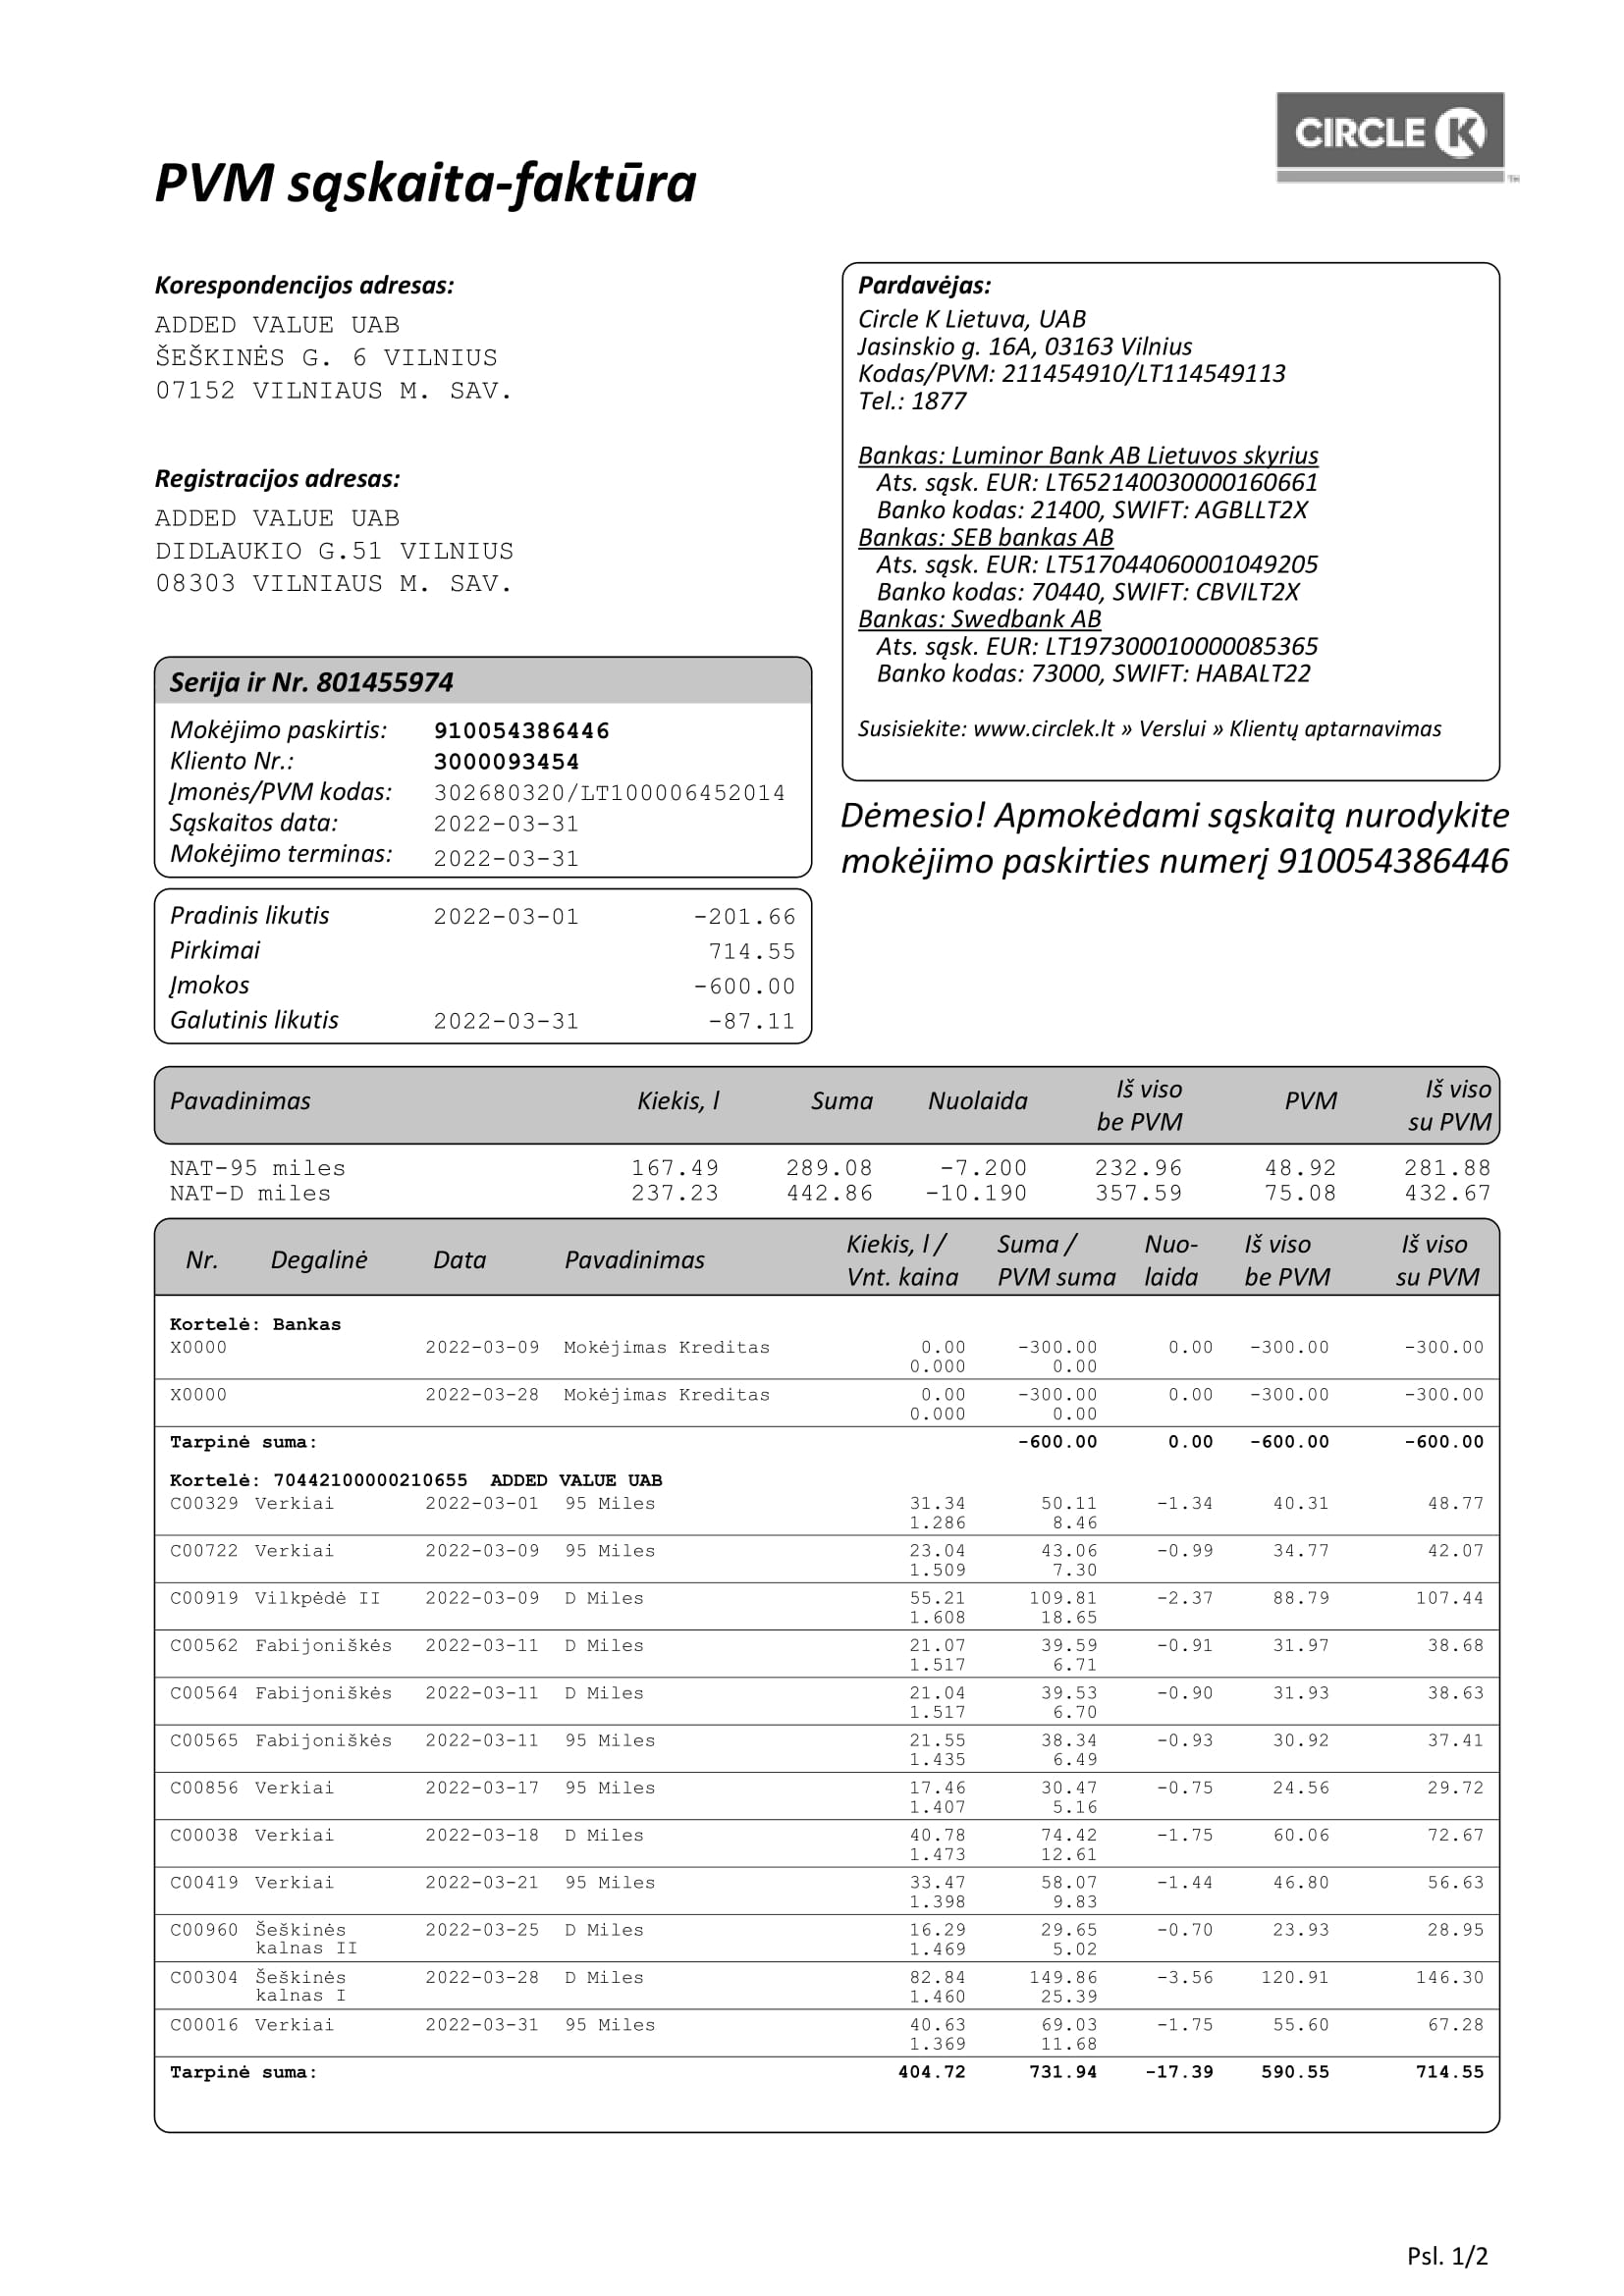 CIRCLE K
PVM sąskaita-faktūra
Korespondencijos adresas:
ADDED VALUE UAB
ŠEŠKINĖS G. 6 VILNIUS
07152 VILNIAUS M. SAV.
Registracijos adresas:
ADDED VALUE UAB
DIDLAUKIO G.51 VILNIUS
08303 VILNIAUS M. SAV.
Pardavėjas:
Circle K Lietuva, UAB
Jasinskio g. 16A, 03163 Vilnius
Kodas/PVM: 211454910/LT114549113
Tel.: 1877
Bankas: Luminor Bank AB Lietuvos skyrius
Ats. sąsk. EUR: LT652140030000160661
Banko kodas: 21400, SWIFT: AGBLLT2X
Bankas: SEB bankas AB
Ats. sąsk. EUR: LT517044060001049205
Banko kodas: 70440, SWIFT: CBVILT2X
Bankas: Swedbank AB
Ats. sąsk. EUR: LT197300010000085365
Banko kodas: 73000, SWIFT: HABALT22
Susisiekite: www.circlek.lt » Verslui » Klientų aptarnavimas
Serija ir Nr. 801455974
Mokėjimo paskirtis: 910054386446
Kliento Nr.: 3000093454
Įmonės/PVM kodas: 302680320/LT100006452014
Sąskaitos data: 2022-03-31
Mokėjimo terminas: 2022-03-31
Dėmesio! Apmokėdami sąskaitą nurodykite
mokėjimo paskirties numerį 910054386446
Pradinis likutis 2022-03-01 -201.66
Pirkimai 714.55
Įmokos -600.00
Galutinis likutis 2022-03-31 -87.11
Pavadinimas Kiekis, l Suma Nuolaida Iš viso PVM Iš viso
be PVM su PVM
NAT-95 miles 167.49 289.08 -7.200 232.96 48.92 281.88
NAT-D miles 237.23 442.86 -10.190 357.59 75.08 432.67
Nr. Degalinė Data Pavadinimas Kiekis, l / Suma / Nuo- Iš viso Iš viso
Vnt. kaina PVM suma laida be PVM su PVM
Kortelė: Bankas
X0000 2022-03-09 Mokėjimas Kreditas 0.00 -300.00 0.00 -300.00 -300.00
0.000 0.00
X0000 2022-03-28 Mokėjimas Kreditas 0.00 -300.00 0.00 -300.00 -300.00
0.000 0.00
Tarpinė suma: -600.00 0.00 -600.00 -600.00
Kortelė: 70442100000210655 ADDED VALUE UAB
C00329 Verkiai 2022-03-01 95 Miles 31.34 50.11 -1.34 40.31 48.77
1.286 8.46
C00722 Verkiai 2022-03-09 95 Miles 23.04 43.06 -0.99 34.77 42.07
1.509 7.30
C00919 Vilkpėdė II 2022-03-09 D Miles 55.21 109.81 -2.37 88.79 107.44
1.608 18.65
C00562 Fabijoniškės 2022-03-11 D Miles 21.07 39.59 -0.91 31.97 38.68
1.517 6.71
C00564 Fabijoniškės 2022-03-11 D Miles 21.04 39.53 -0.90 31.93 38.63
1.517 6.70
C00565 Fabijoniškės 2022-03-11 95 Miles 21.55 38.34 -0.93 30.92 37.41
1.435 6.49
C00856 Verkiai 2022-03-17 95 Miles 17.46 30.47 -0.75 24.56 29.72
1.407 5.16
C00038 Verkiai 2022-03-18 D Miles 40.78 74.42 -1.75 60.06 72.67
1.473 12.61
C00419 Verkiai 2022-03-21 95 Miles 33.47 58.07 -1.44 46.80 56.63
1.398 9.83
C00960 Šeškinės 2022-03-25 D Miles 16.29 29.65 -0.70 23.93 28.95
kalnas II 1.469 5.02
C00304 Šeškinės 2022-03-28 D Miles 82.84 149.86 -3.56 120.91 146.30
kalnas I 1.460 25.39
C00016 Verkiai 2022-03-31 95 Miles 40.63 69.03 -1.75 55.60 67.28
1.369 11.68
Tarpinė suma: 404.72 731.94 -17.39 590.55 714.55
Psl. 1/2